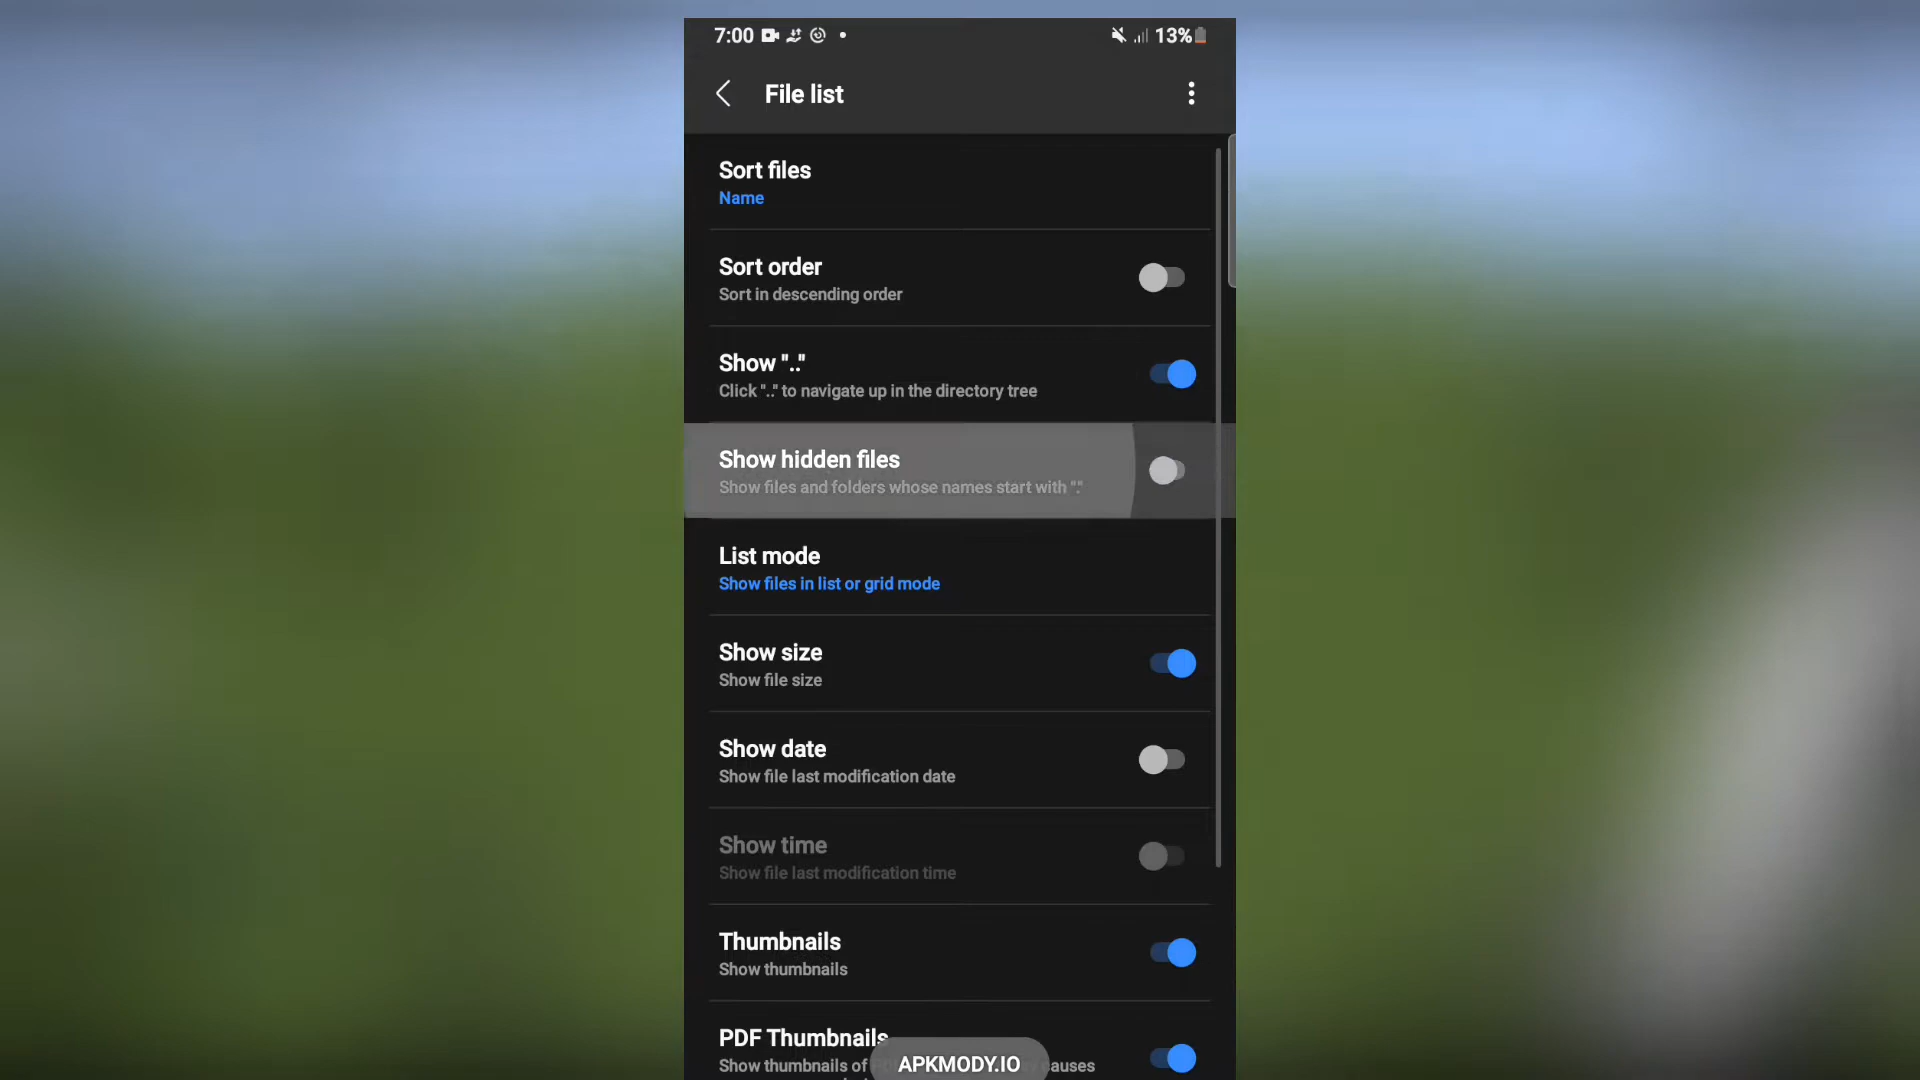 7:00 13%
File list
Sort files
Name
Sort order
Sort in descending order
Show ".."
Click ".." to navigate up in the directory tree
Show hidden files
Show files and folders whose names start with "."
List mode
Show files in list or grid mode
Show size
Show file size
Show date
Show file last modification date
Show time
Show file last modification time
Thumbnails
Show thumbnails
PDF Thumbnails
Show thumbnails of auses
APKMODY.IO